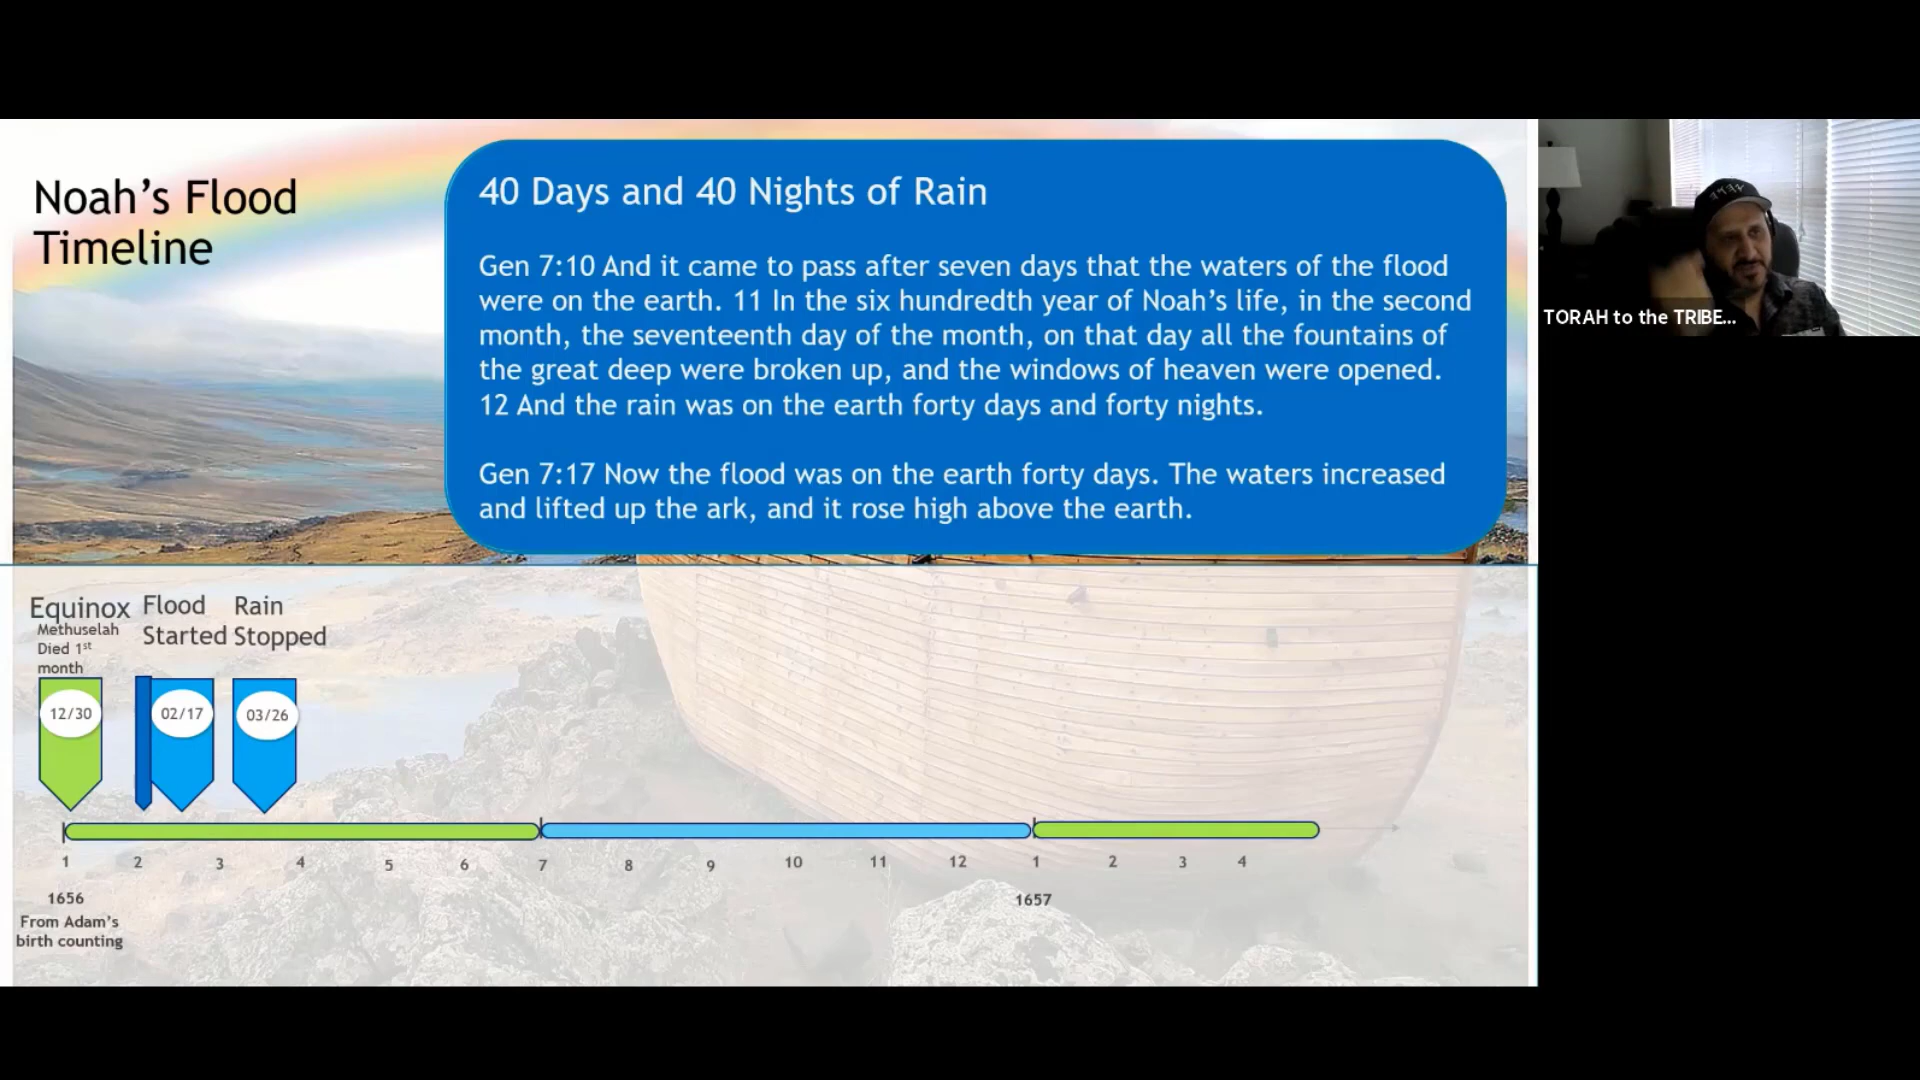 Noah’s Flood
Timeline
40 Days and 40 Nights of Rain
Gen 7:10 And it came to pass after seven days that the waters of the flood
were on the earth. 11 In the six hundredth year of Noah’s life, in the second
month, the seventeenth day of the month, on that day all the fountains of
the great deep were broken up, and the windows of heaven were opened.
12 And the rain was on the earth forty days and forty nights.
Gen 7:17 Now the flood was on the earth forty days. The waters increased
and lifted up the ark, and it rose high above the earth.
TORAH to the TRIBE...
Equinox
Methuselah
Died 1st
month
Flood
Started
Rain
Stopped
12/30
02/17
03/26
1 2 3 4 5 6 7 8 9 10 11 12 1 2 3 4
1656
1657
From Adam’s
birth counting